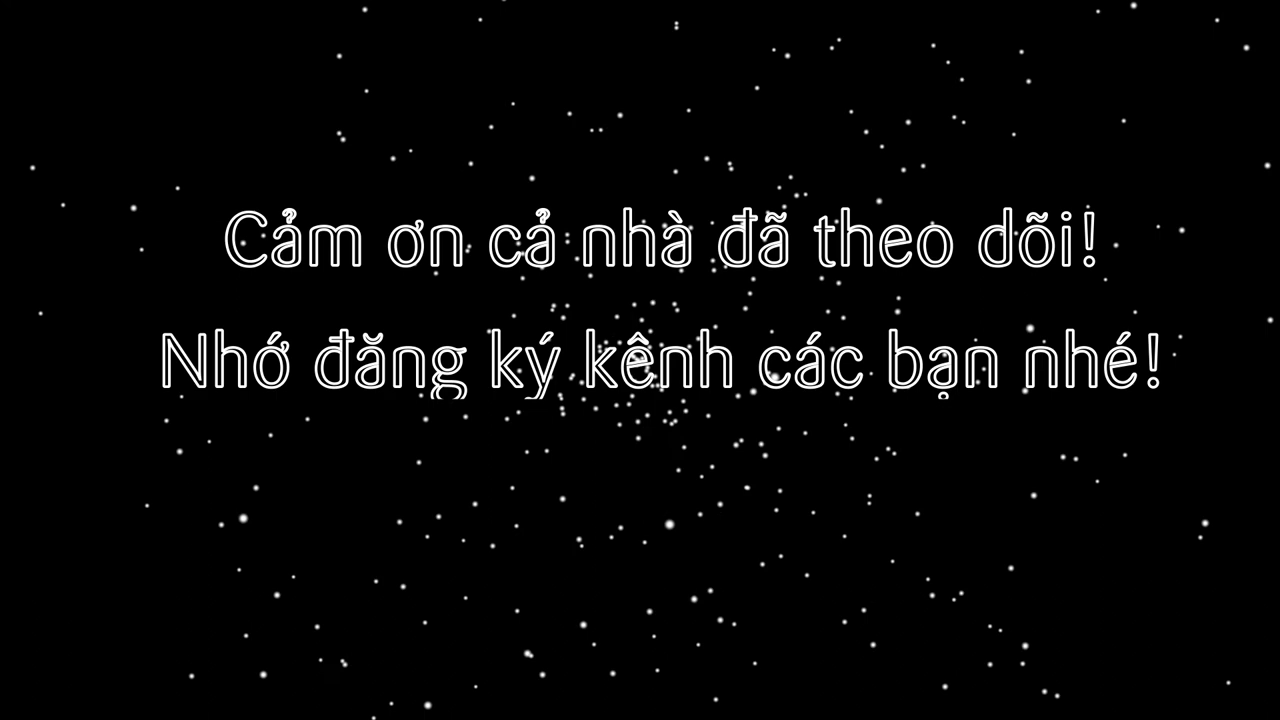 Cảm ơn cả nhà đã theo dõi!
Nhớ đăng ký kênh các bạn nhé!